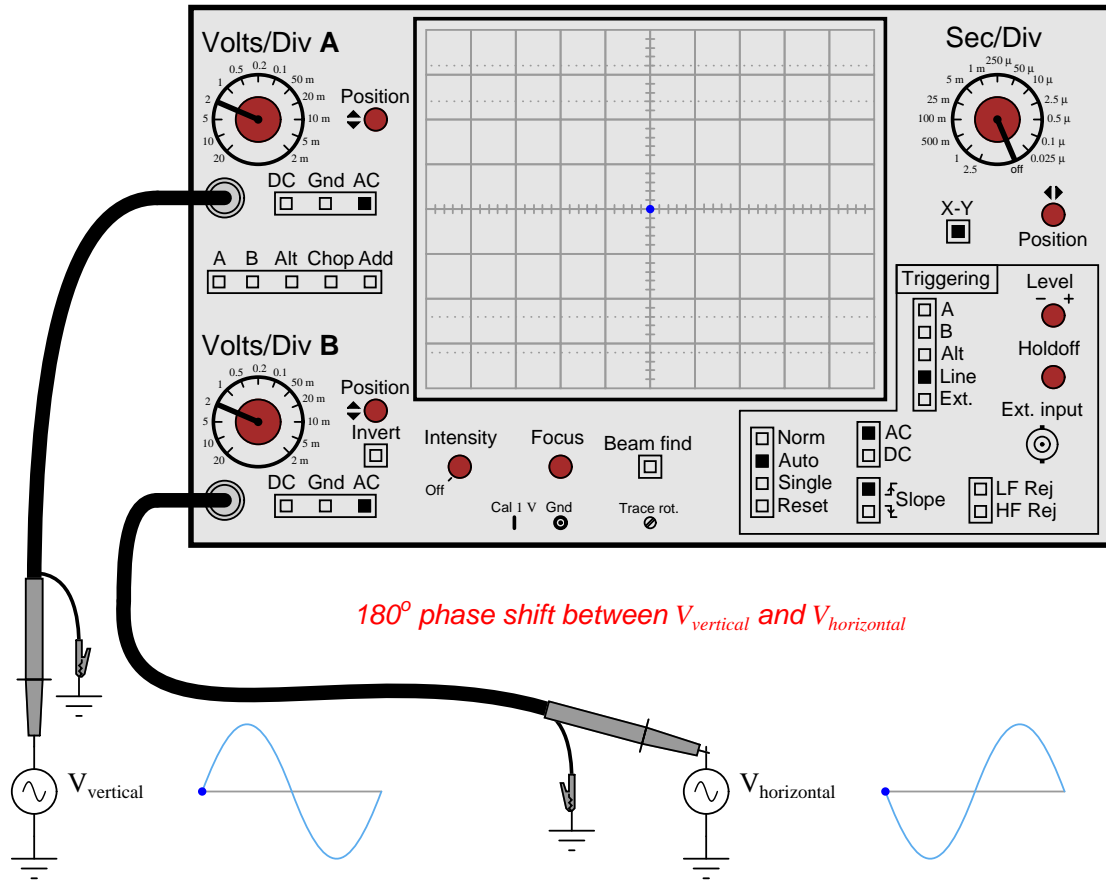 Volts/Div A
0.5 0.2 0.1
1 50 m
2 20 m
5 10 m
10 5 m
20 2 m
Position
DC Gnd AC
A B Alt Chop Add
Volts/Div B
0.5 0.2 0.1
1 50 m
2 20 m
5 10 m
10 5 m
20 2 m
Position
Invert
DC Gnd AC
Intensity
Off
Focus
Beam find
Cal 1 V Gnd
Trace rot.
Sec/Div
250 µ
1 m 50 µ
5 m 10 µ
25 m 2.5 µ
100 m 0.5 µ
500 m 0.1 µ
1 0.025 µ
2.5 off
X-Y
Position
Triggering
A
B
Alt
Line
Ext.
Level
− +
Holdoff
Ext. input
Norm
Auto
Single
Reset
AC
DC
Slope
LF Rej
HF Rej
180o phase shift between Vvertical and Vhorizontal
Vvertical
Vhorizontal